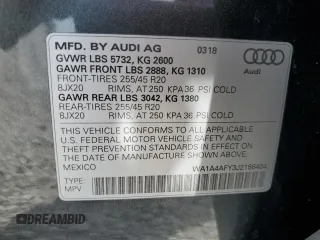 MFD. BY AUDI AG 03 18
GVWR LBS 5732, KG 2600
GAWR FRONT LBS 2888, KG 1310
FRONT-TIRES 255/45 R20
8JX20 RIMS, AT 250 KPA 36 PSI COLD
GAWR REAR LBS 3042, KG 1380
REAR-TIRES 255/45 R20
8JX20 RIMS, AT 250 KPA 36 PSI COLD
Audi
THIS VEHICLE CONFORMS TO ALL APPLICABLE
U.S. FEDERAL MOTOR VEHICLE SAFETY AND
THEFT PREVENTION STANDARDS IN EFFECT
ON THE DATE OF MANUFACTURE SHOWN ABOVE.
MEXICO
TYPE:
MPV
DREAMBID